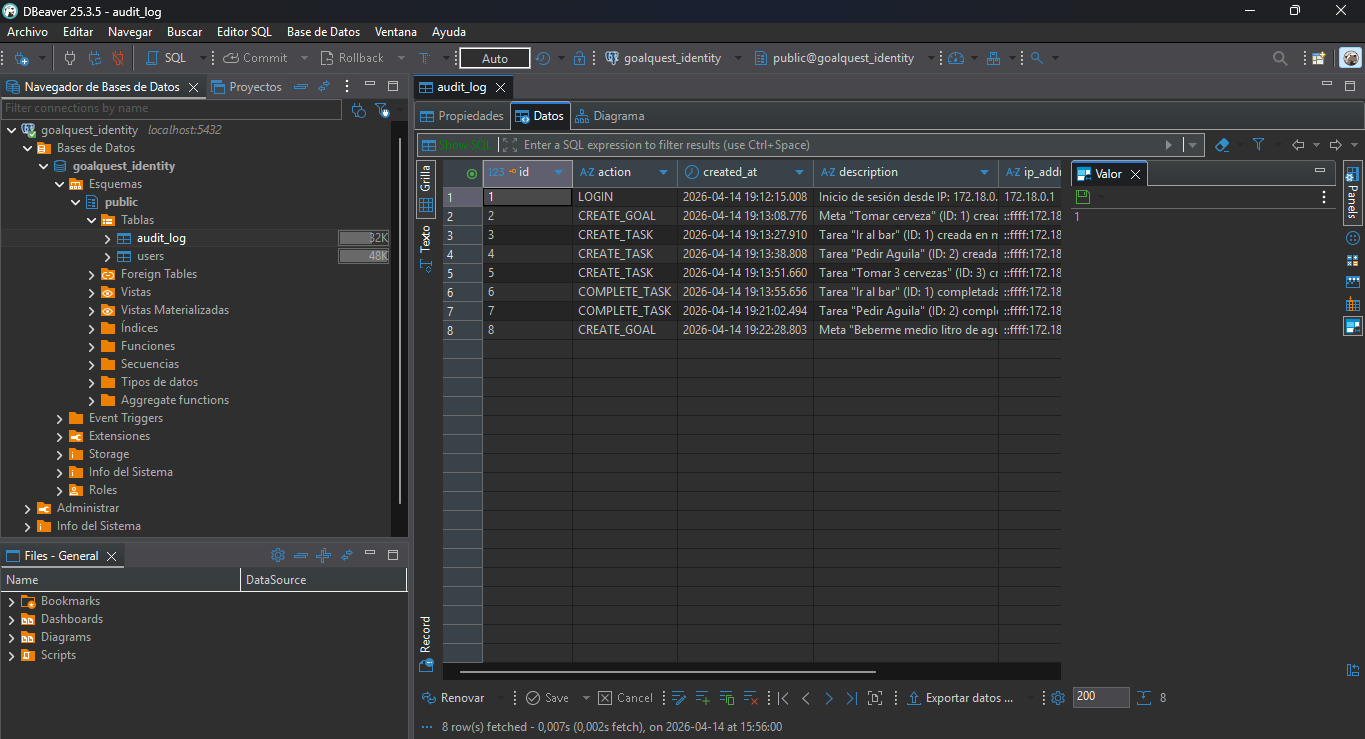 DBeaver 25.3.5 - audit_log
Archivo Editar Navegar Buscar Editor SQL Base de Datos Ventana Ayuda
SQL Commit Rollback T Auto goalquest_identity public@goalquest_identity
Navegador de Bases de Datos Proyectos
Filter connections by name
goalquest_identity localhost:5432
Bases de Datos
goalquest_identity
Esquemas
public
Tablas
audit_log 32K
users 48K
Foreign Tables
Vistas
Vistas Materializadas
Índices
Funciones
Secuencias
Tipos de datos
Aggregate functions
Event Triggers
Extensiones
Storage
Info del Sistema
Roles
Administrar
Info del Sistema
Files - General
Name DataSource
Bookmarks
Dashboards
Diagrams
Scripts
audit_log
Propiedades Datos Diagrama
Show SQL Enter a SQL expression to filter results (use Ctrl+Space)
Grilla
Texto
Record
123 id A-Z action created_at A-Z description A-Z ip_addr
1 1 LOGIN 2026-04-14 19:12:15.008 Inicio de sesión desde IP: 172.18.0. 172.18.0.1
2 2 CREATE_GOAL 2026-04-14 19:13:08.776 Meta "Tomar cerveza" (ID: 1) creac ::ffff:172.18
3 3 CREATE_TASK 2026-04-14 19:13:27.910 Tarea "Ir al bar" (ID: 1) creada en m ::ffff:172.18
4 4 CREATE_TASK 2026-04-14 19:13:38.808 Tarea "Pedir Aguila" (ID: 2) creada ::ffff:172.18
5 5 CREATE_TASK 2026-04-14 19:13:51.660 Tarea "Tomar 3 cervezas" (ID: 3) cr ::ffff:172.18
6 6 COMPLETE_TASK 2026-04-14 19:13:55.656 Tarea "Ir al bar" (ID: 1) completada ::ffff:172.18
7 7 COMPLETE_TASK 2026-04-14 19:21:02.494 Tarea "Pedir Aguila" (ID: 2) compl ::ffff:172.18
8 8 CREATE_GOAL 2026-04-14 19:22:28.803 Meta "Beberme medio litro de agu ::ffff:172.18
Valor
1
Panels
Renovar Save Cancel Exportar datos ... 200 8
8 row(s) fetched - 0,007s (0,002s fetch), on 2026-04-14 at 15:56:00